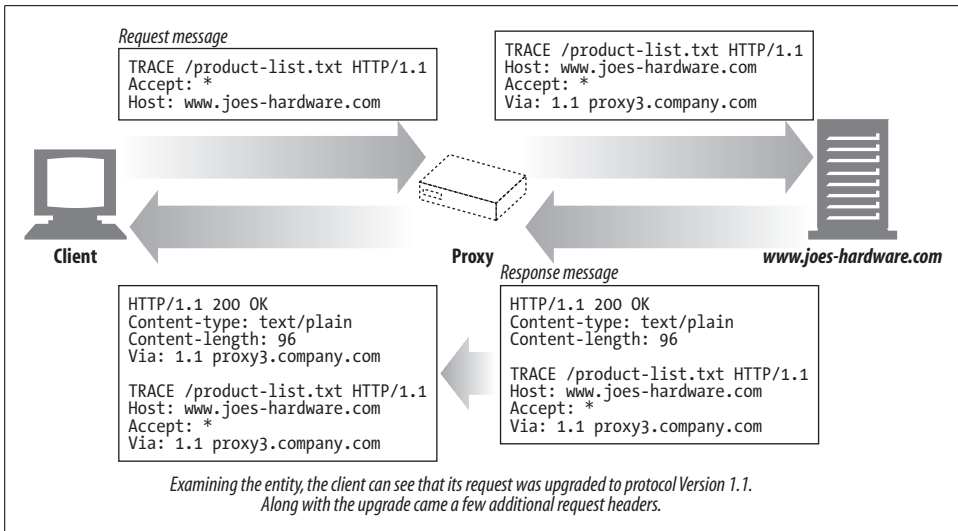 Request message
TRACE /product-list.txt HTTP/1.1
Accept: *
Host: www.joes-hardware.com
TRACE /product-list.txt HTTP/1.1
Host: www.joes-hardware.com
Accept: *
Via: 1.1 proxy3.company.com
Client
Proxy
www.joes-hardware.com
Response message
HTTP/1.1 200 OK
Content-type: text/plain
Content-length: 96
Via: 1.1 proxy3.company.com
TRACE /product-list.txt HTTP/1.1
Host: www.joes-hardware.com
Accept: *
Via: 1.1 proxy3.company.com
HTTP/1.1 200 OK
Content-type: text/plain
Content-length: 96
TRACE /product-list.txt HTTP/1.1
Host: www.joes-hardware.com
Accept: *
Via: 1.1 proxy3.company.com
Examining the entity, the client can see that its request was upgraded to protocol Version 1.1.
Along with the upgrade came a few additional request headers.